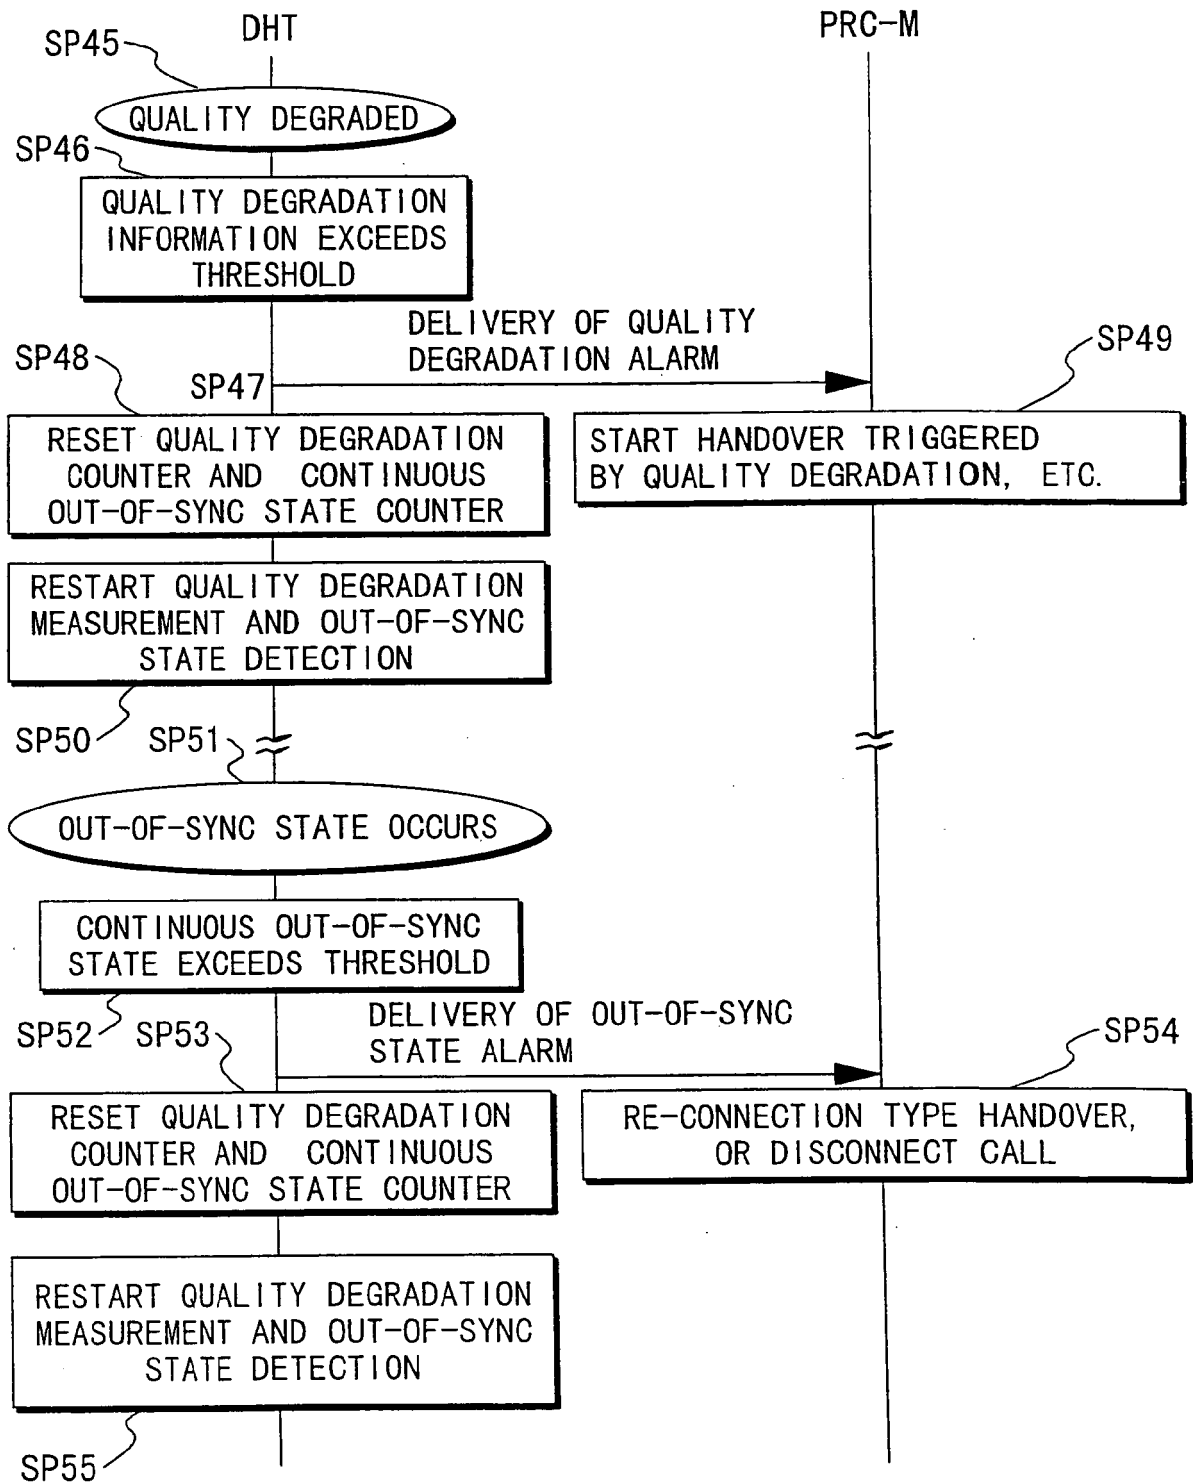 DHT
PRC-M
SP45
QUALITY DEGRADED
SP46
QUALITY DEGRADATION
INFORMATION EXCEEDS
THRESHOLD
DELIVERY OF QUALITY
DEGRADATION ALARM
SP47
SP48
RESET QUALITY DEGRADATION
COUNTER AND CONTINUOUS
OUT-OF-SYNC STATE COUNTER
SP49
START HANDOVER TRIGGERED
BY QUALITY DEGRADATION, ETC.
RESTART QUALITY DEGRADATION
MEASUREMENT AND OUT-OF-SYNC
STATE DETECTION
SP50
SP51
OUT-OF-SYNC STATE OCCURS
CONTINUOUS OUT-OF-SYNC
STATE EXCEEDS THRESHOLD
SP52
DELIVERY OF OUT-OF-SYNC
STATE ALARM
SP53
RESET QUALITY DEGRADATION
COUNTER AND CONTINUOUS
OUT-OF-SYNC STATE COUNTER
SP54
RE-CONNECTION TYPE HANDOVER,
OR DISCONNECT CALL
RESTART QUALITY DEGRADATION
MEASUREMENT AND OUT-OF-SYNC
STATE DETECTION
SP55